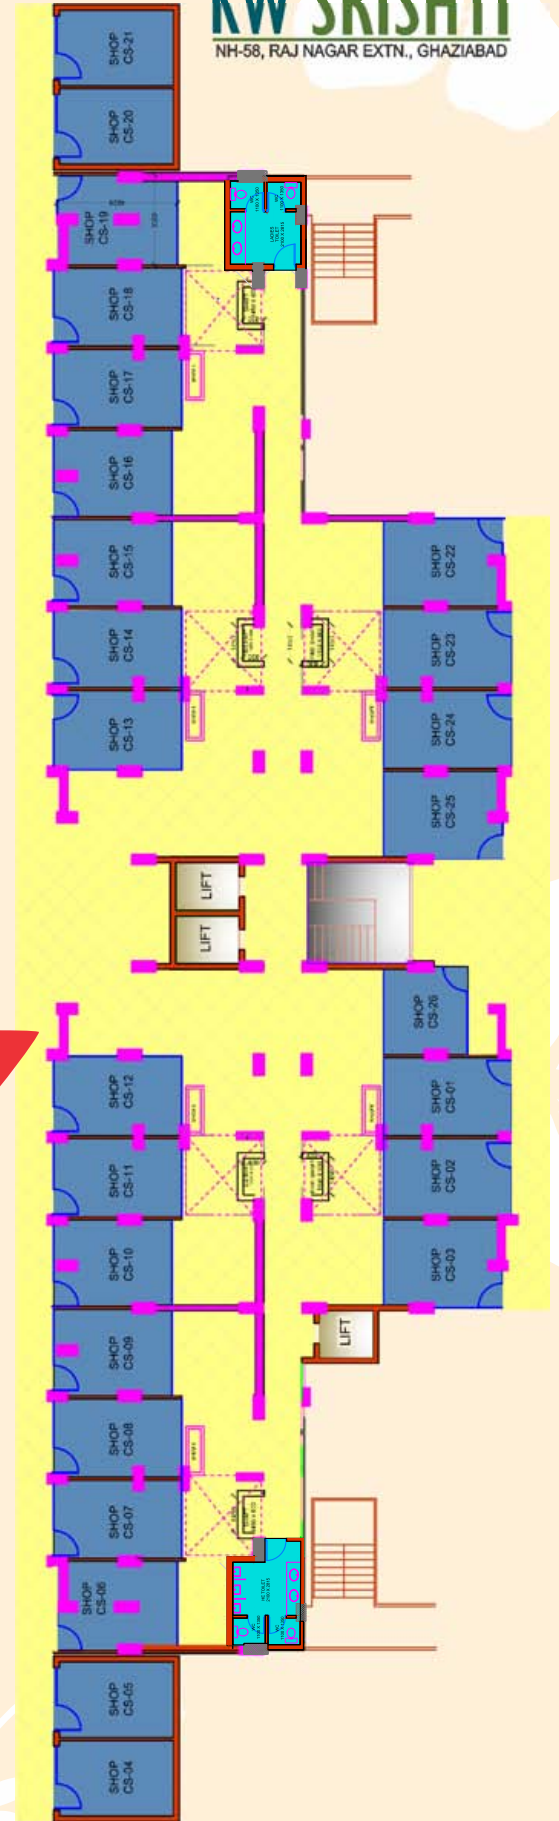 KW SRISHTI
NH-58, RAJ NAGAR EXTN., GHAZIABAD
SHOP
CS-21
SHOP
CS-20
SHOP
CS-19
SHOP
CS-18
SHOP
CS-17
SHOP
CS-16
SHOP
CS-15
SHOP
CS-14
SHOP
CS-13
SHOP
CS-22
SHOP
CS-23
SHOP
CS-24
SHOP
CS-25
LIFT
LIFT
SHOP
CS-26
SHOP
CS-12
SHOP
CS-11
SHOP
CS-10
SHOP
CS-09
SHOP
CS-08
SHOP
CS-07
SHOP
CS-06
SHOP
CS-05
SHOP
CS-04
SHOP
CS-01
SHOP
CS-02
SHOP
CS-03
LIFT
LADIES
TOILET